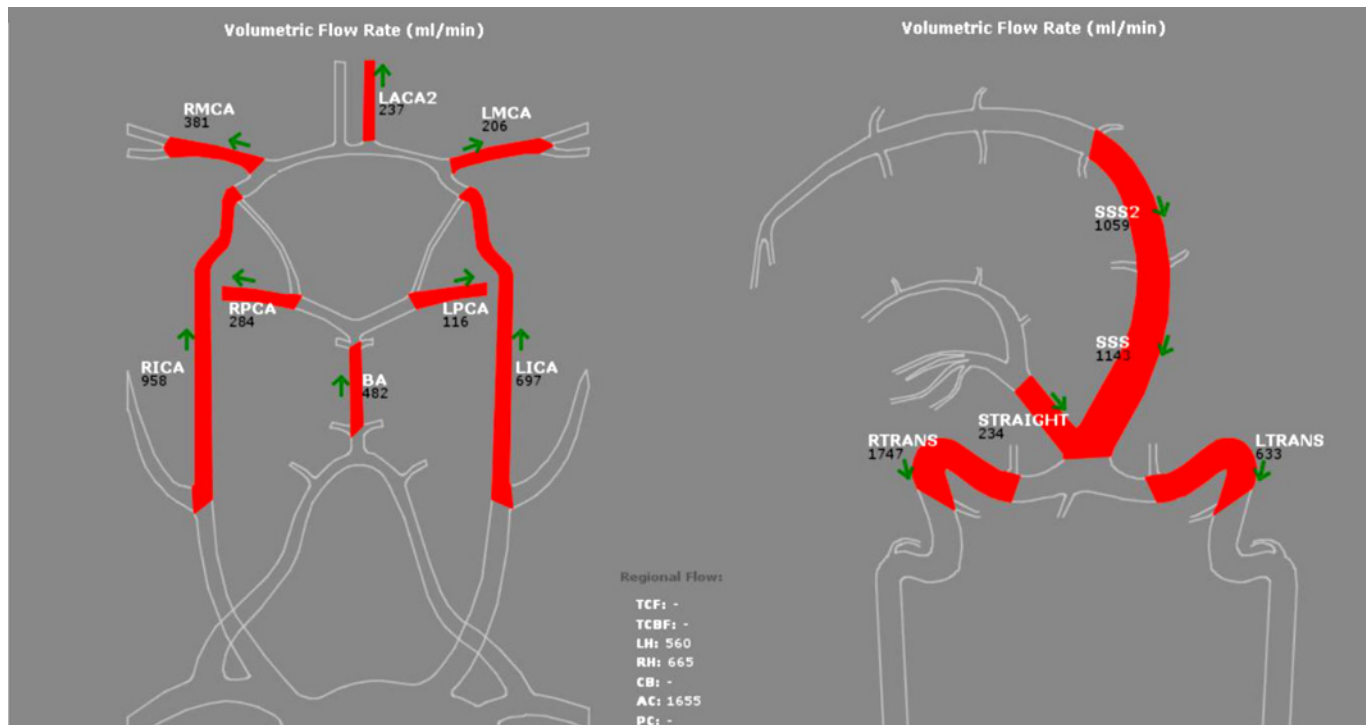 Volumetric Flow Rate (ml/min)
LACA2
237
RMCA
381
LMCA
206
RPCA
284
LPCA
116
RICA
958
BA
482
LICA
697
Regional Flow:
TCF: -
TCBF: -
LH: 560
RH: 665
CB: -
AC: 1655
PC: -
Volumetric Flow Rate (ml/min)
SSS2
1059
SSS
1143
STRAIGHT
234
RTRANS
1747
LTRANS
633